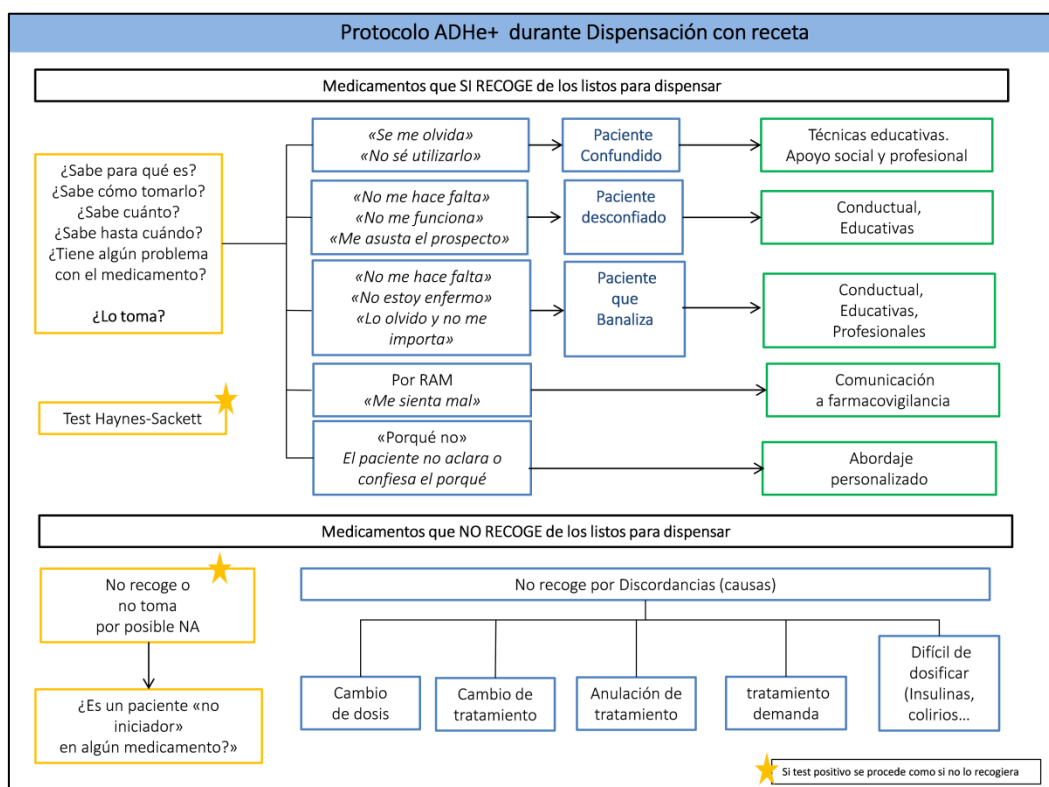 Protocolo ADHe+ durante Dispensación con receta
Medicamentos que SI RECOGE de los listos para dispensar
¿Sabe para qué es?
¿Sabe cómo tomarlo?
¿Sabe cuánto?
¿Sabe hasta cuándo?
¿Tiene algún problema
con el medicamento?
¿Lo toma?
Test Haynes-Sackett
«Se me olvida»
«No sé utilizarlo»
Paciente
Confundido
Técnicas educativas.
Apoyo social y profesional
«No me hace falta»
«No me funciona»
«Me asusta el prospecto»
Paciente
desconfiado
Conductual,
Educativas
«No me hace falta»
«No estoy enfermo»
«Lo olvido y no me
importa»
Paciente
que
Banaliza
Conductual,
Educativas,
Profesionales
Por RAM
«Me sienta mal»
Comunicación
a farmacovigilancia
«Porqué no»
El paciente no aclara o
confiesa el porqué
Abordaje
personalizado
Medicamentos que NO RECOGE de los listos para dispensar
No recoge o
no toma
por posible NA
¿Es un paciente «no
iniciador»
en algún medicamento?»
No recoge por Discordancias (causas)
Cambio
de dosis
Cambio de
tratamiento
Anulación de
tratamiento
tratamiento
demanda
Difícil de
dosificar
(Insulinas,
colirios...
Si test positivo se procede como si no lo recogiera